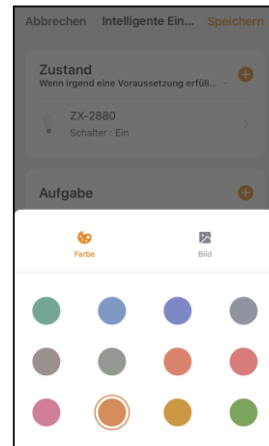 Abbrechen Intelligente Ein... Speichern
Zustand
Wenn irgend eine Voraussetzung erfüll...
ZX-2880
Schalter : Ein
Aufgabe
Farbe Bild